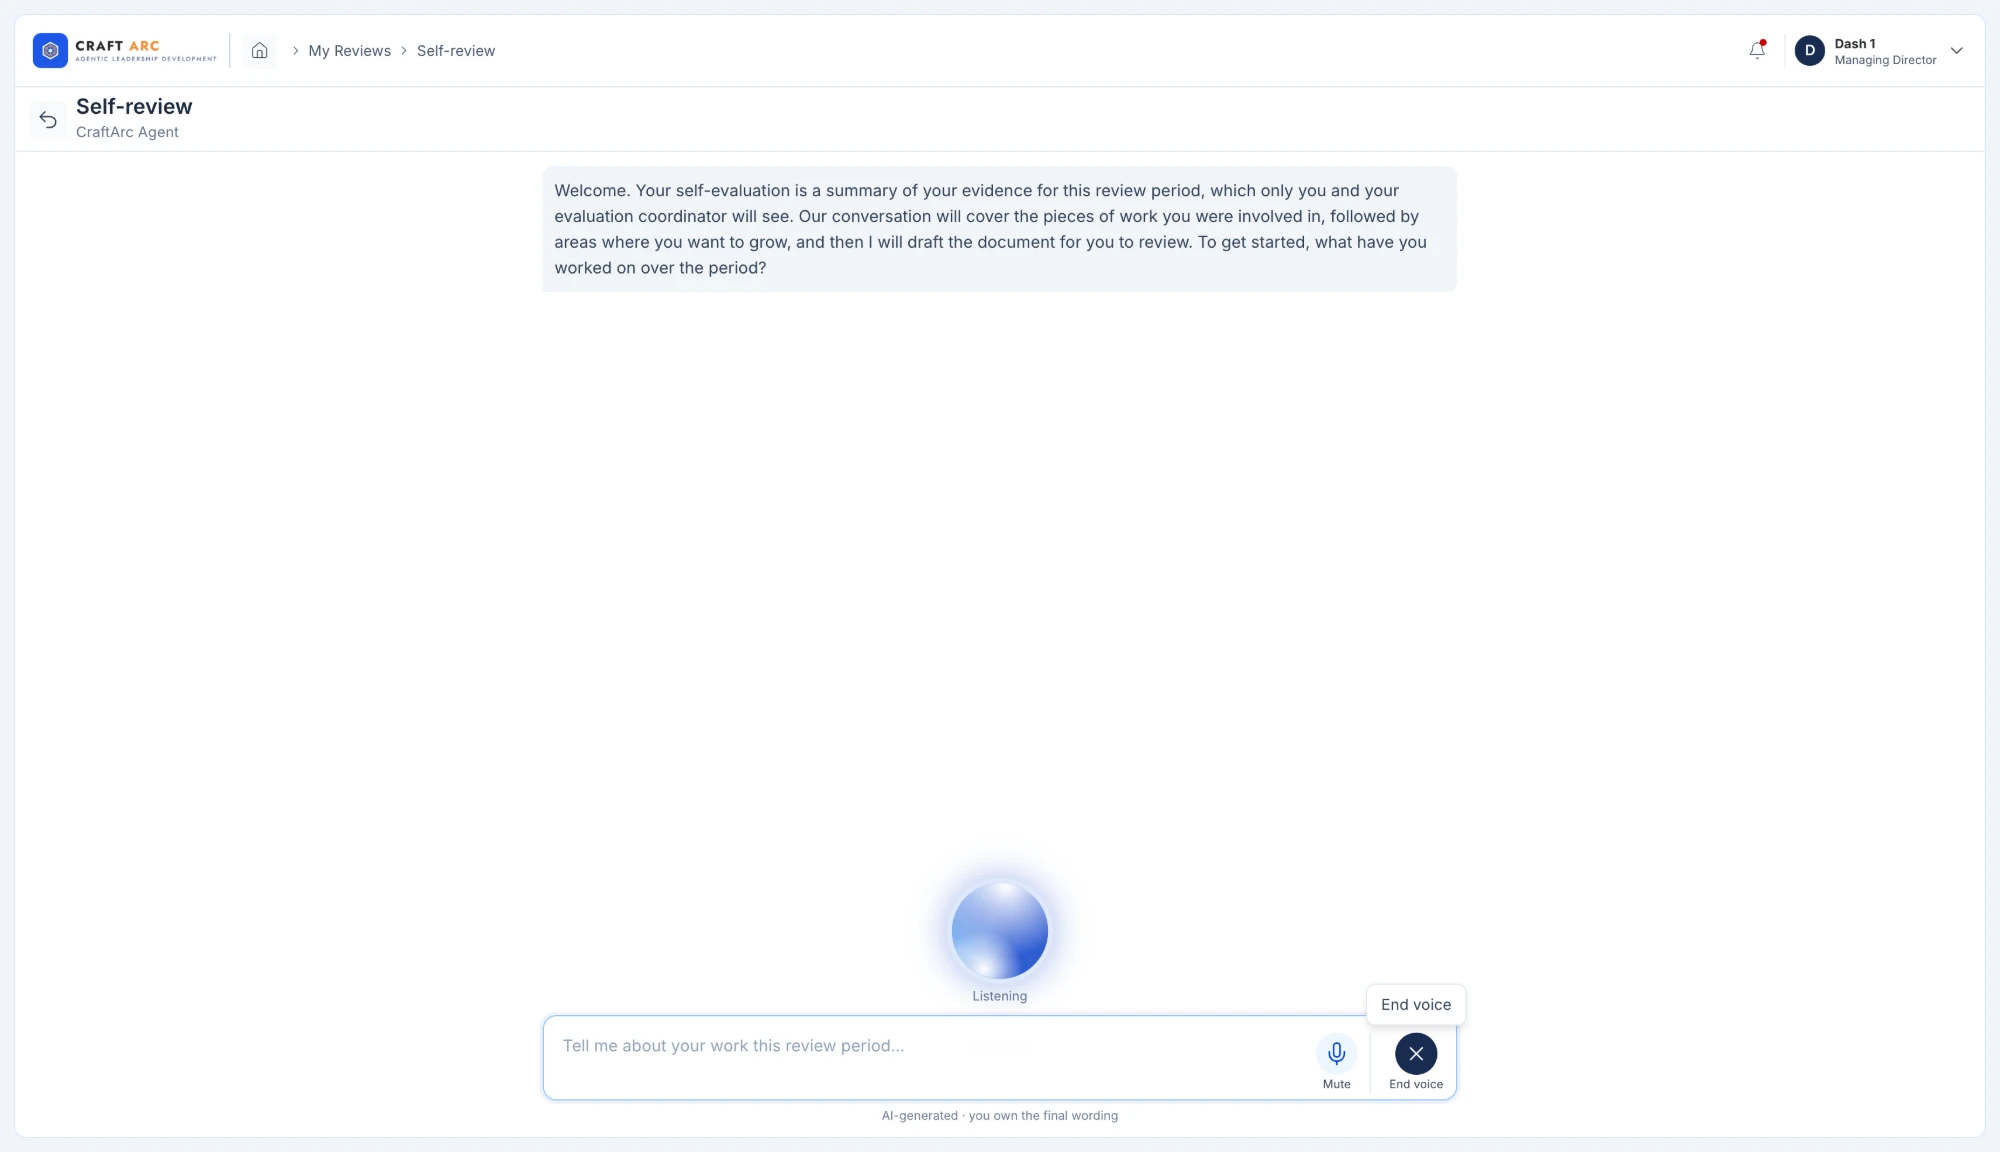 CRAFT ARC
AGENTIC LEADERSHIP DEVELOPMENT
My Reviews
Self-review
D
Dash 1
Managing Director
Self-review
CraftArc Agent
Welcome. Your self-evaluation is a summary of your evidence for this review period, which only you and your
evaluation coordinator will see. Our conversation will cover the pieces of work you were involved in, followed by
areas where you want to grow, and then I will draft the document for you to review. To get started, what have you
worked on over the period?
Listening
End voice
Tell me about your work this review period...
Mute
End voice
AI-generated · you own the final wording